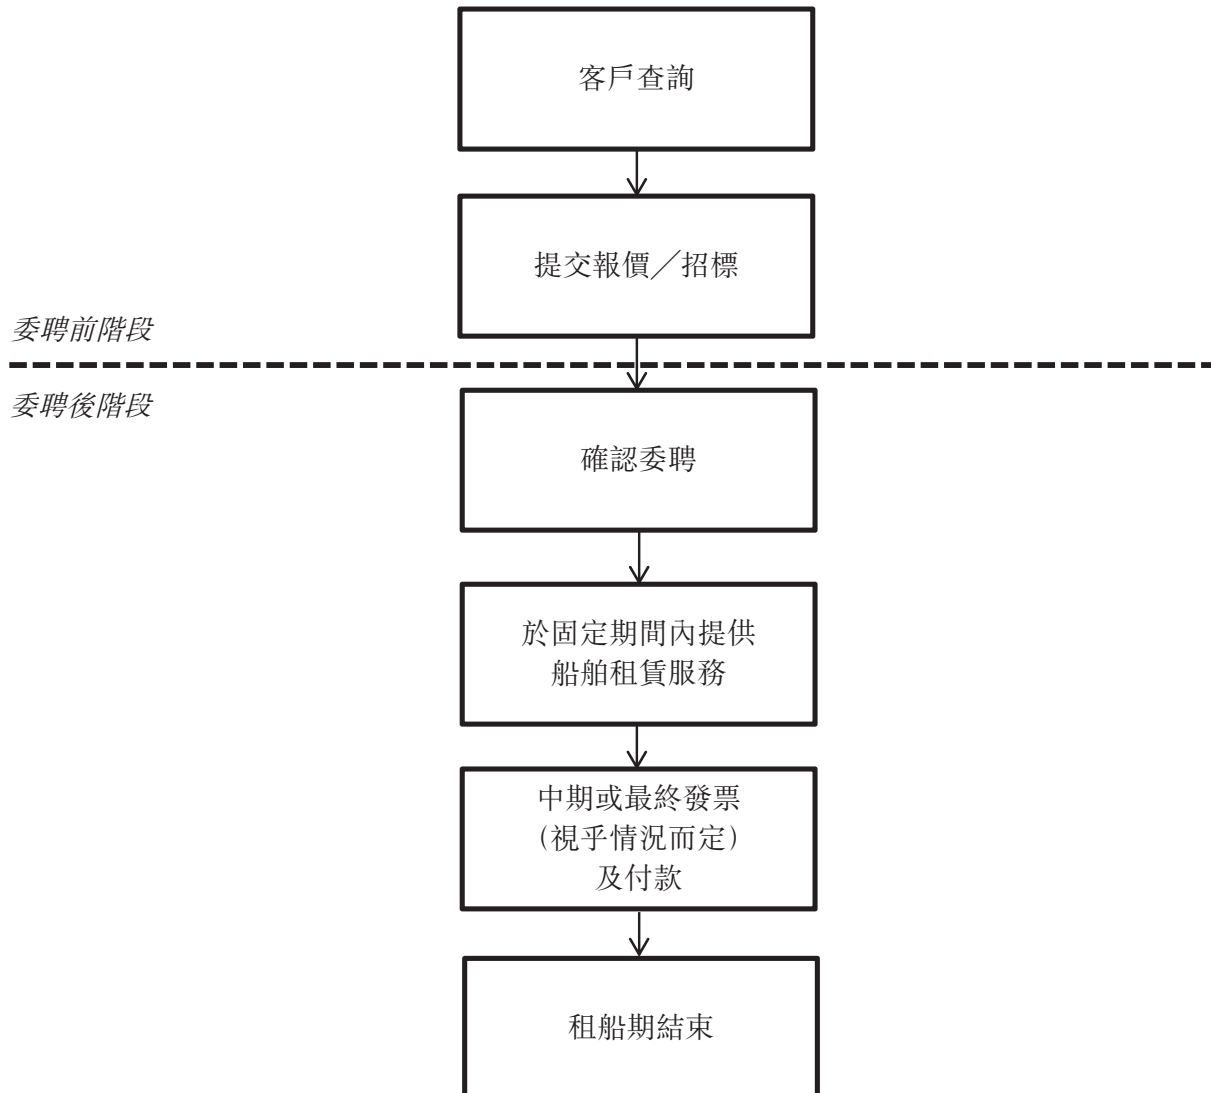 客戶查詢
提交報價／招標
委聘前階段
委聘後階段
確認委聘
於固定期間內提供
船舶租賃服務
中期或最終發票
(視乎情況而定)
及付款
租船期結束